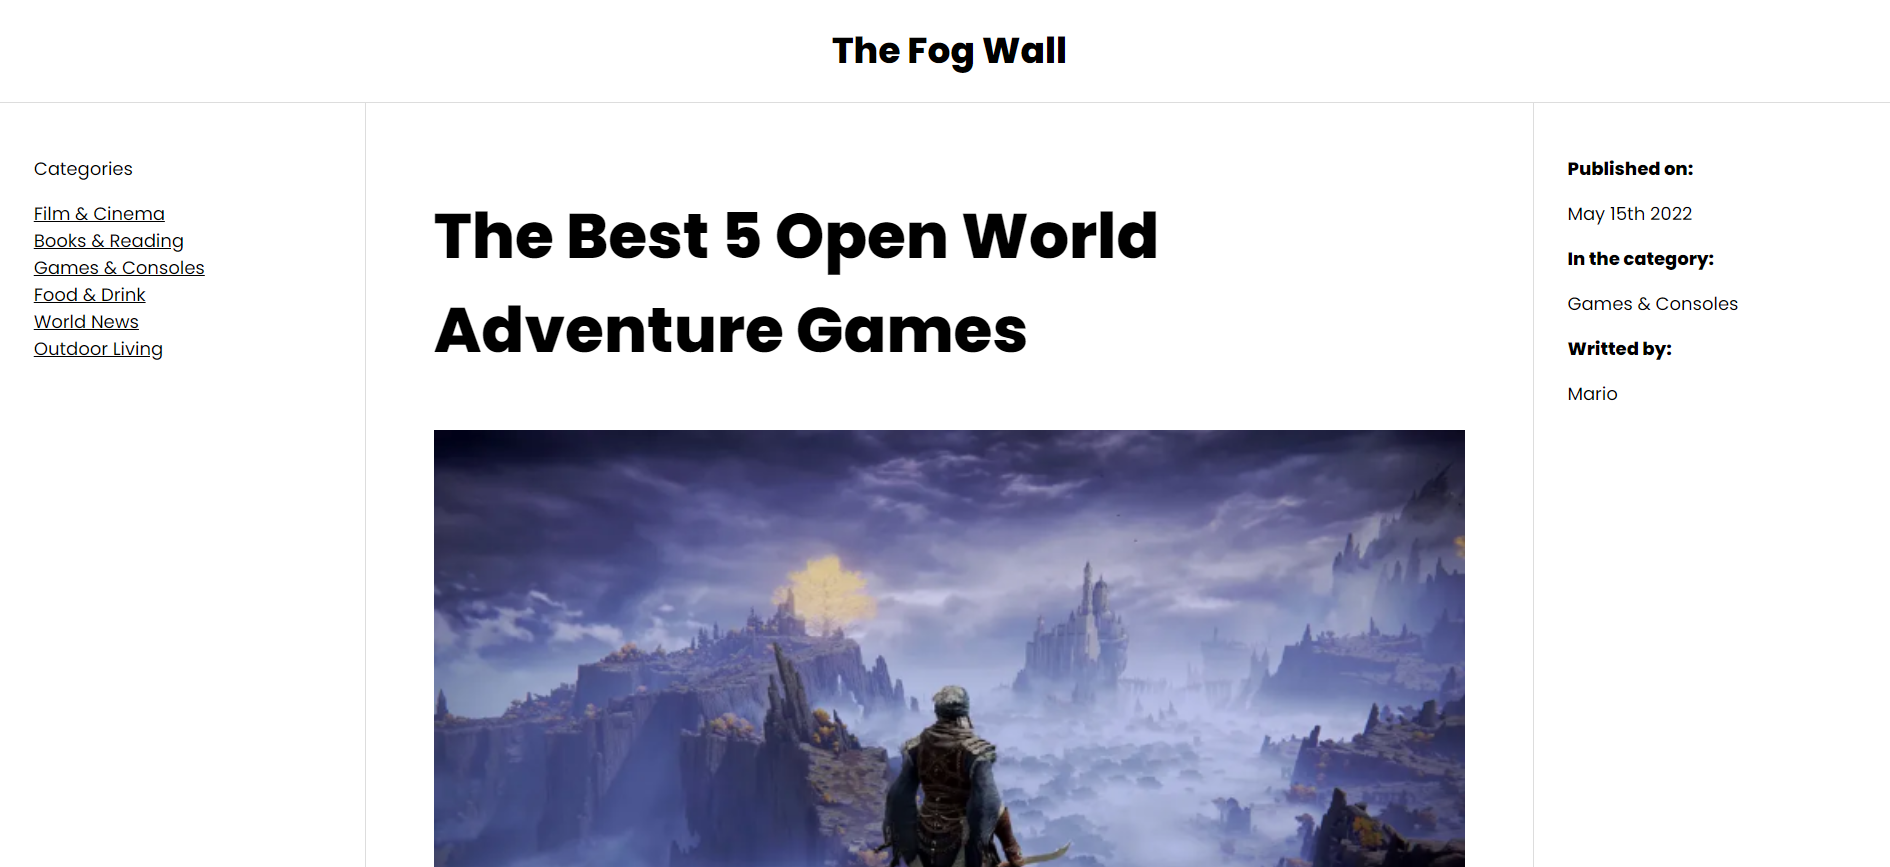 The Fog Wall
Categories
Film & Cinema
Books & Reading
Games & Consoles
Food & Drink
World News
Outdoor Living
The Best 5 Open World
Adventure Games
Published on:
May 15th 2022
In the category:
Games & Consoles
Writted by:
Mario